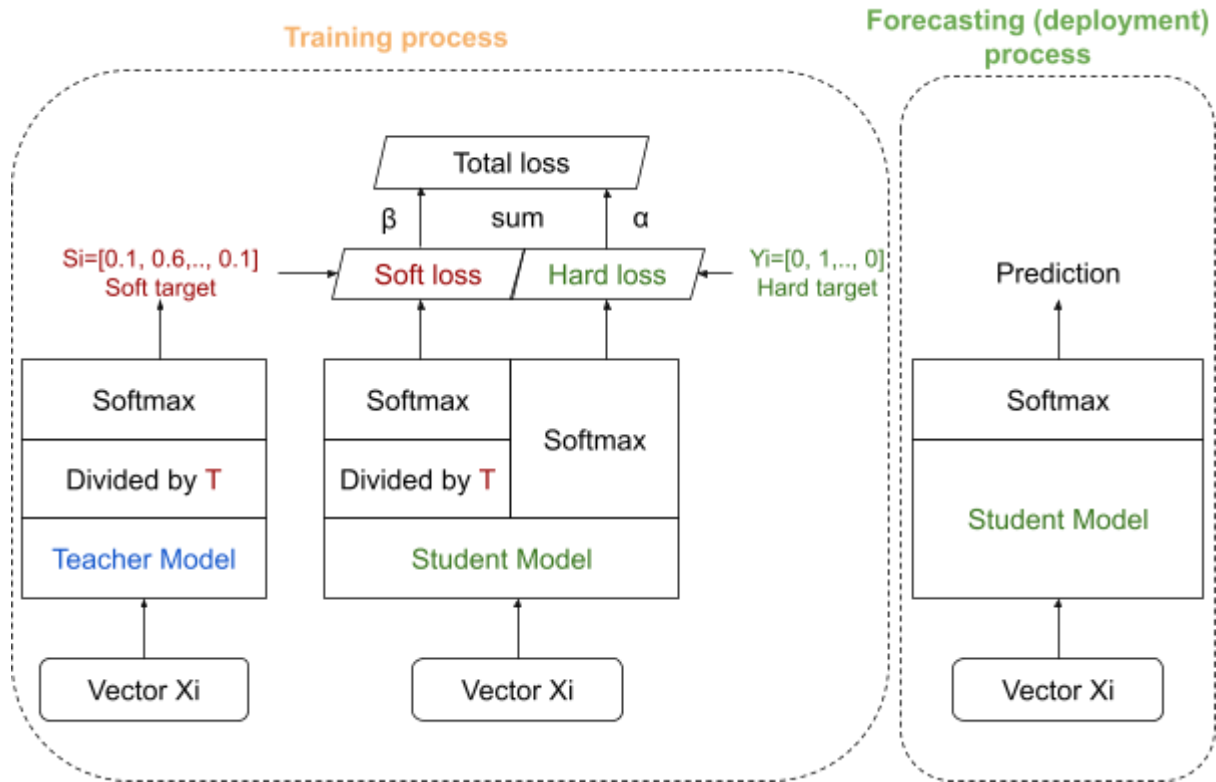 Training process
Forecasting (deployment)
process
Total loss
β
sum
α
Si=[0.1, 0.6,.., 0.1]
Soft target
Soft loss
Hard loss
Yi=[0, 1,.., 0]
Hard target
Softmax
Divided by T
Teacher Model
Vector Xi
Softmax
Divided by T
Softmax
Student Model
Vector Xi
Prediction
Softmax
Student Model
Vector Xi